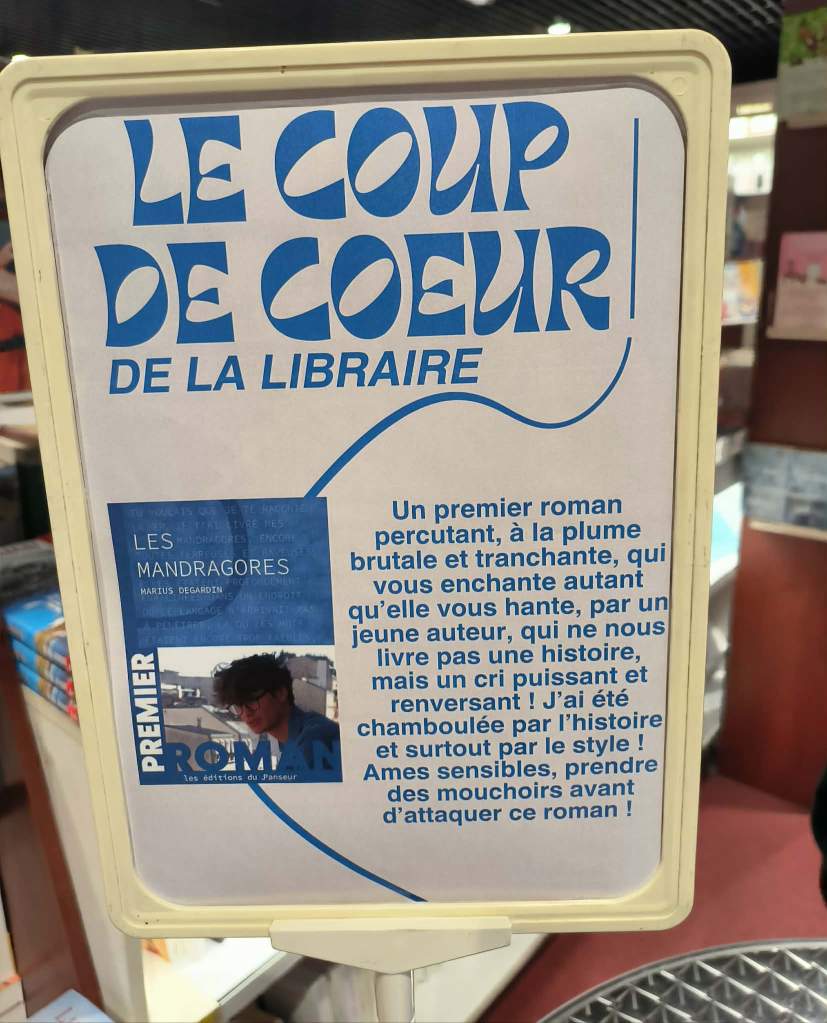 LE COUP
DE COEUR
DE LA LIBRAIRE
LES
MANDRAGORES
MARIUS DEGARDIN
PREMIER
ROMAN
les éditions du Panseur
Un premier roman
percutant, à la plume
brutale et tranchante, qui
vous enchante autant
qu'elle vous hante, par un
jeune auteur, qui ne nous
livre pas une histoire,
mais un cri puissant et
renversant ! J'ai été
chamboulée par l'histoire
et surtout par le style !
Ames sensibles, prendre
des mouchoirs avant
d'attaquer ce roman !